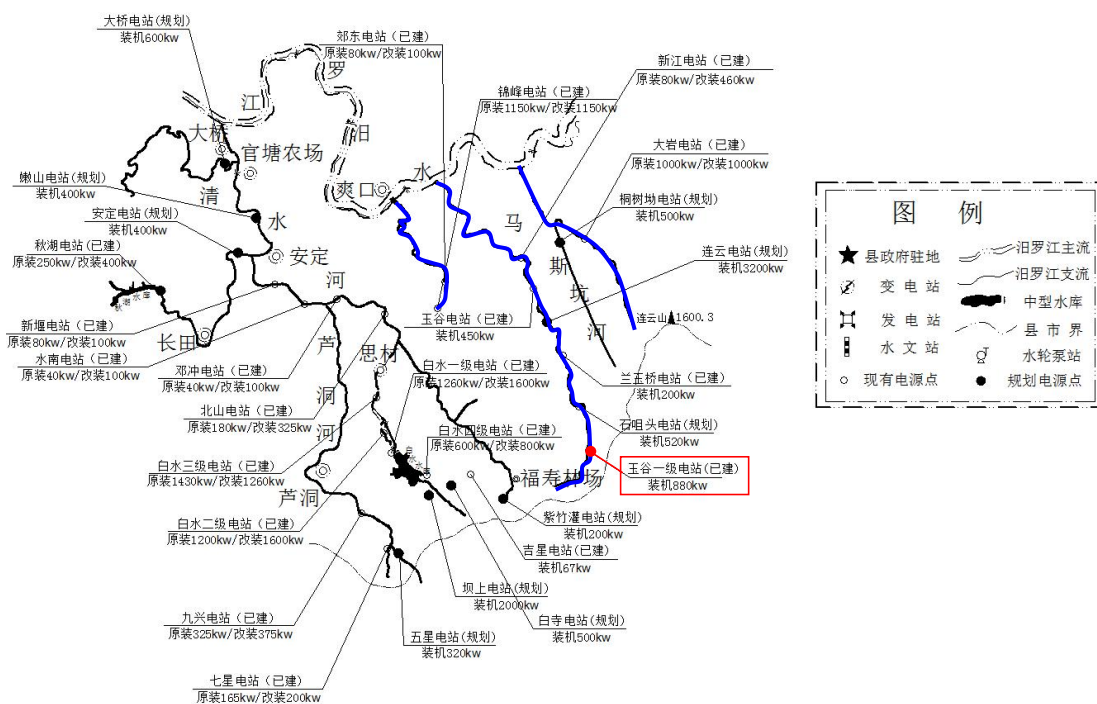 大桥电站(规划)
装机600kw
郊东电站（已建）
原装80kw/改装100kw
新江电站（已建）
原装80kw/改装460kw
锦峰电站（已建）
原装1150kw/改装1150kw
大岩电站（已建）
原装1000kw/改装1000kw
桐树坳电站(规划)
装机500kw
连云电站(规划)
装机3200kw
嫩山电站(规划)
装机400kw
安定电站(规划)
装机400kw
秋湖电站(已建)
原装250kw/改装400kw
新堰电站（已建）
原装80kw/改装100kw
水南电站（已建）
原装40kw/改装100kw
邓冲电站（已建）
原装40kw/改装100kw
北山电站（已建）
原装180kw/改装325kw
白水三级电站（已建）
原装1430kw/改装1260kw
白水二级电站（已建）
原装1200kw/改装1600kw
九兴电站（已建）
原装325kw/改装375kw
七星电站（已建）
原装165kw/改装200kw
玉谷电站(已建)
装机450kw
白水一级电站（已建）
原装1260kw/改装1600kw
白水四级电站（已建）
原装600kw/改装800kw
兰玉桥电站(已建)
装机200kw
石咀头电站(规划)
装机520kw
玉谷一级电站(已建)
装机880kw
紫竹灌电站(规划)
装机200kw
吉星电站(已建)
装机67kw
坝上电站(规划)
装机2000kw
白寺电站(规划)
装机500kw
五星电站(规划)
装机320kw
江
罗
汨
水
大桥
官塘农场
爽口
清
水
河
安定
长田
秋湖水库
芦
洞
河
思村
芦洞
福寿林场
马
斯
坑
河
连云山
1600.3
图 例
县政府驻地
汨罗江主流
变电站
汨罗江支流
发电站
中型水库
水文站
县市界
水轮泵站
现有电源点
规划电源点